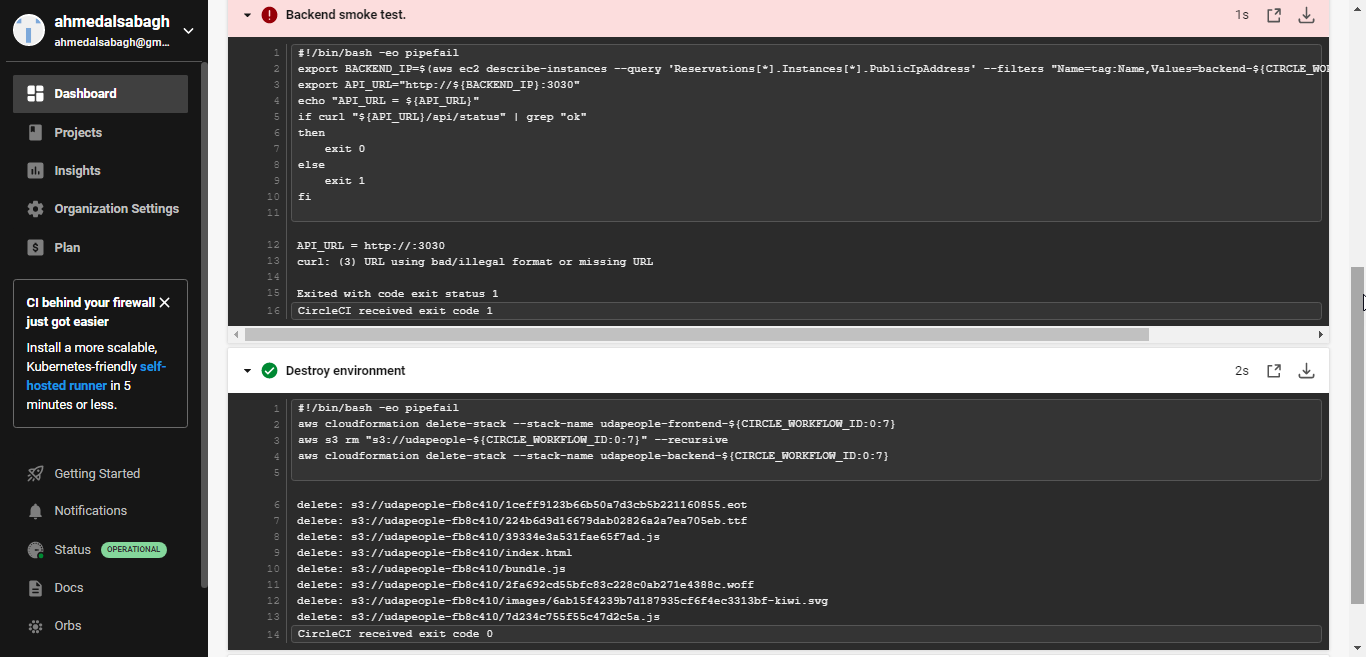 ahmedalsabagh
ahmedalsabagh@gm...
Dashboard
Projects
Insights
Organization Settings
Plan
CI behind your firewall
just got easier
Install a more scalable,
Kubernetes-friendly self-
hosted runner in 5
minutes or less.
Getting Started
Notifications
Status OPERATIONAL
Docs
Orbs
Backend smoke test. 1s
1 #!/bin/bash -eo pipefail
2 export BACKEND_IP=$(aws ec2 describe-instances --query 'Reservations[*].Instances[*].PublicIpAddress' --filters "Name=tag:Name,Values=backend-${CIRCLE_WO
3 export API_URL="http://${BACKEND_IP}:3030"
4 echo "API_URL = ${API_URL}"
5 if curl "${API_URL}/api/status" | grep "ok"
6 then
7 exit 0
8 else
9 exit 1
10 fi
11
12 API_URL = http://:3030
13 curl: (3) URL using bad/illegal format or missing URL
14
15 Exited with code exit status 1
16 CircleCI received exit code 1
Destroy environment 2s
1 #!/bin/bash -eo pipefail
2 aws cloudformation delete-stack --stack-name udapeople-frontend-${CIRCLE_WORKFLOW_ID:0:7}
3 aws s3 rm "s3://udapeople-${CIRCLE_WORKFLOW_ID:0:7}" --recursive
4 aws cloudformation delete-stack --stack-name udapeople-backend-${CIRCLE_WORKFLOW_ID:0:7}
5
6 delete: s3://udapeople-fb8c410/1ceff9123b66b50a7d3cb5b221160855.eot
7 delete: s3://udapeople-fb8c410/224b6d9d16679dab02826a2a7ea705eb.ttf
8 delete: s3://udapeople-fb8c410/39334e3a531fae65f7ad.js
9 delete: s3://udapeople-fb8c410/index.html
10 delete: s3://udapeople-fb8c410/bundle.js
11 delete: s3://udapeople-fb8c410/2fa692cd55bfc83c228c0ab271e4388c.woff
12 delete: s3://udapeople-fb8c410/images/6ab15f4239b7d187935cf6f4ec3313bf-kiwi.svg
13 delete: s3://udapeople-fb8c410/7d234c755f55c47d2c5a.js
14 CircleCI received exit code 0